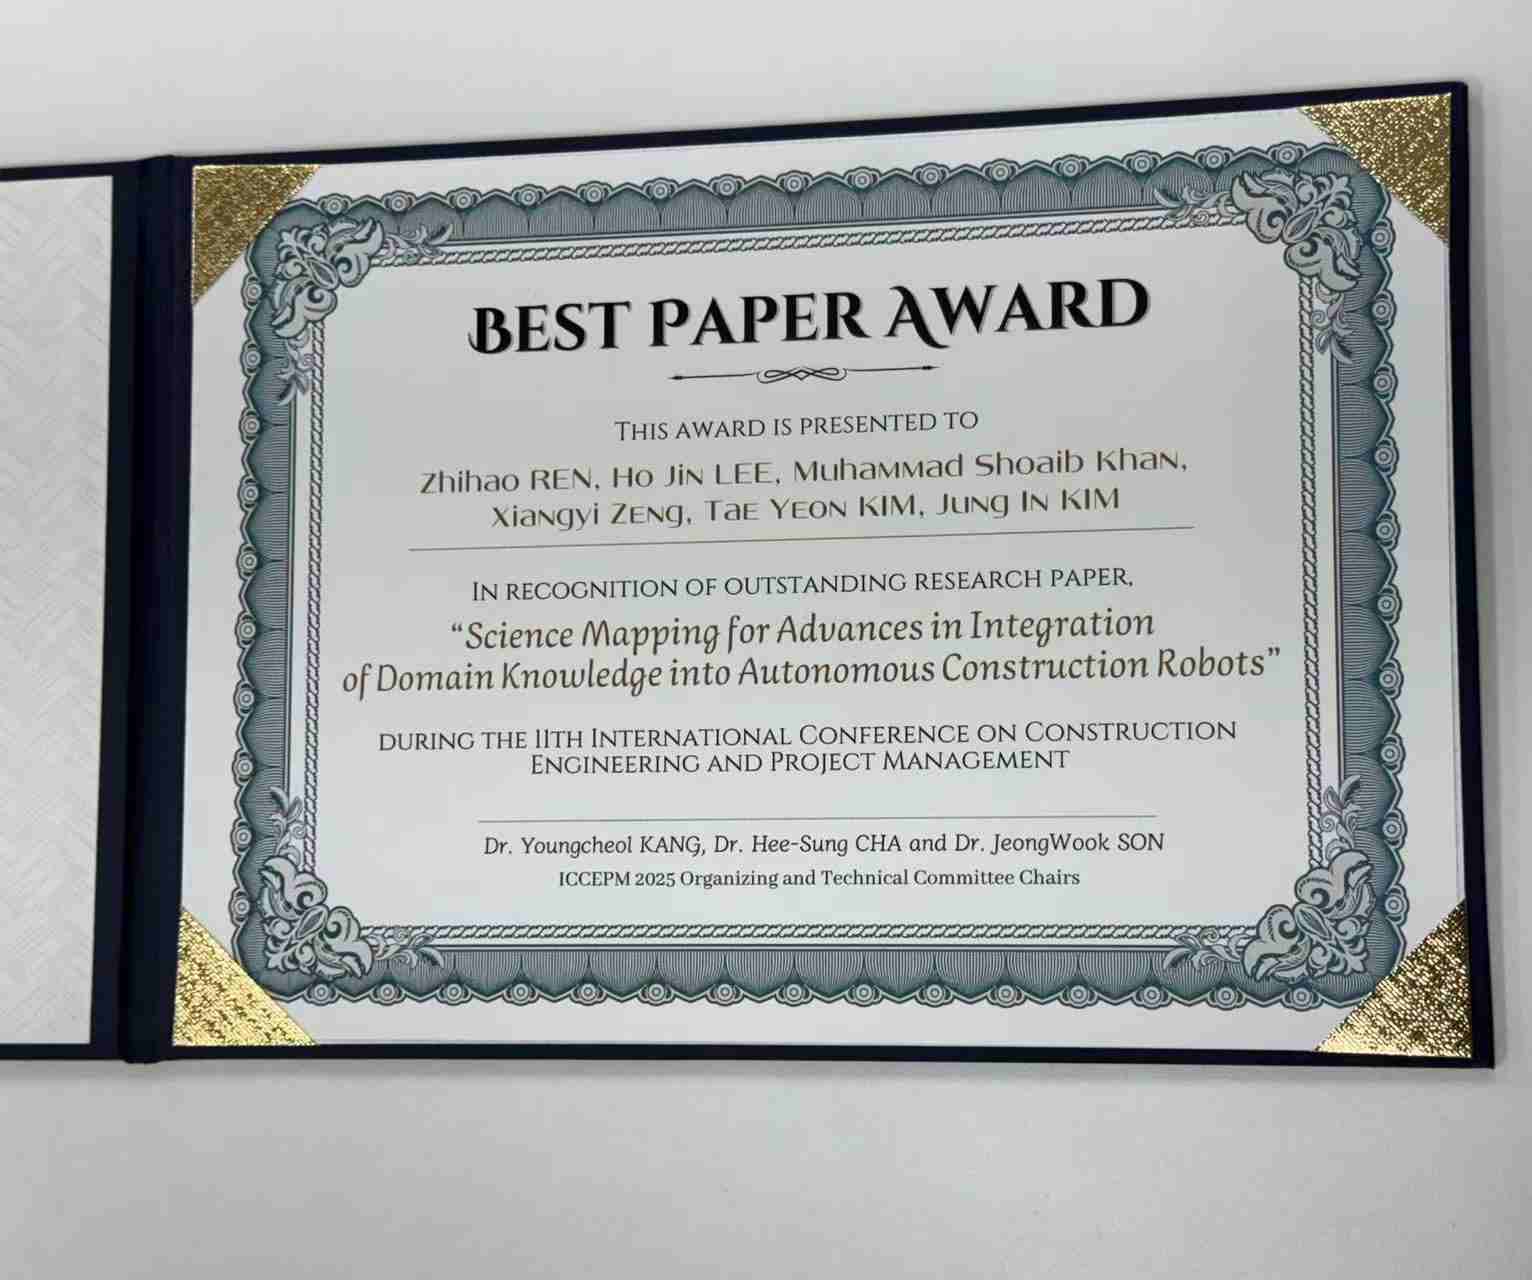 BEST PAPER AWARD
THIS AWARD IS PRESENTED TO
Zhihao REN, Ho Jin LEE, Muhammad Shoaib Khan,
Xiangyi Zeng, Tae Yeon KIM, Jung In KIM
IN RECOGNITION OF OUTSTANDING RESEARCH PAPER,
“Science Mapping for Advances in Integration
of Domain Knowledge into Autonomous Construction Robots”
DURING THE 11TH INTERNATIONAL CONFERENCE ON CONSTRUCTION
ENGINEERING AND PROJECT MANAGEMENT
Dr. Youngcheol KANG, Dr. Hee-Sung CHA and Dr. JeongWook SON
ICCEPM 2025 Organizing and Technical Committee Chairs